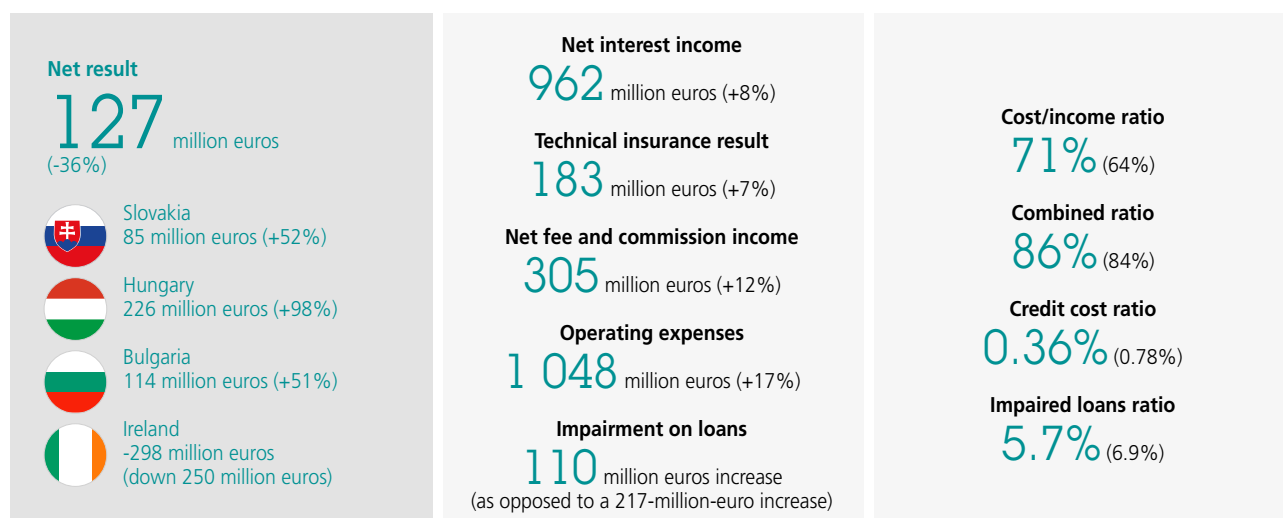 Net result
127 million euros
(-36%)
Slovakia
85 million euros (+52%)
Hungary
226 million euros (+98%)
Bulgaria
114 million euros (+51%)
Ireland
-298 million euros
(down 250 million euros)
Net interest income
962 million euros (+8%)
Technical insurance result
183 million euros (+7%)
Net fee and commission income
305 million euros (+12%)
Operating expenses
1 048 million euros (+17%)
Impairment on loans
110 million euros increase
(as opposed to a 217-million-euro increase)
Cost/income ratio
71% (64%)
Combined ratio
86% (84%)
Credit cost ratio
0.36% (0.78%)
Impaired loans ratio
5.7% (6.9%)